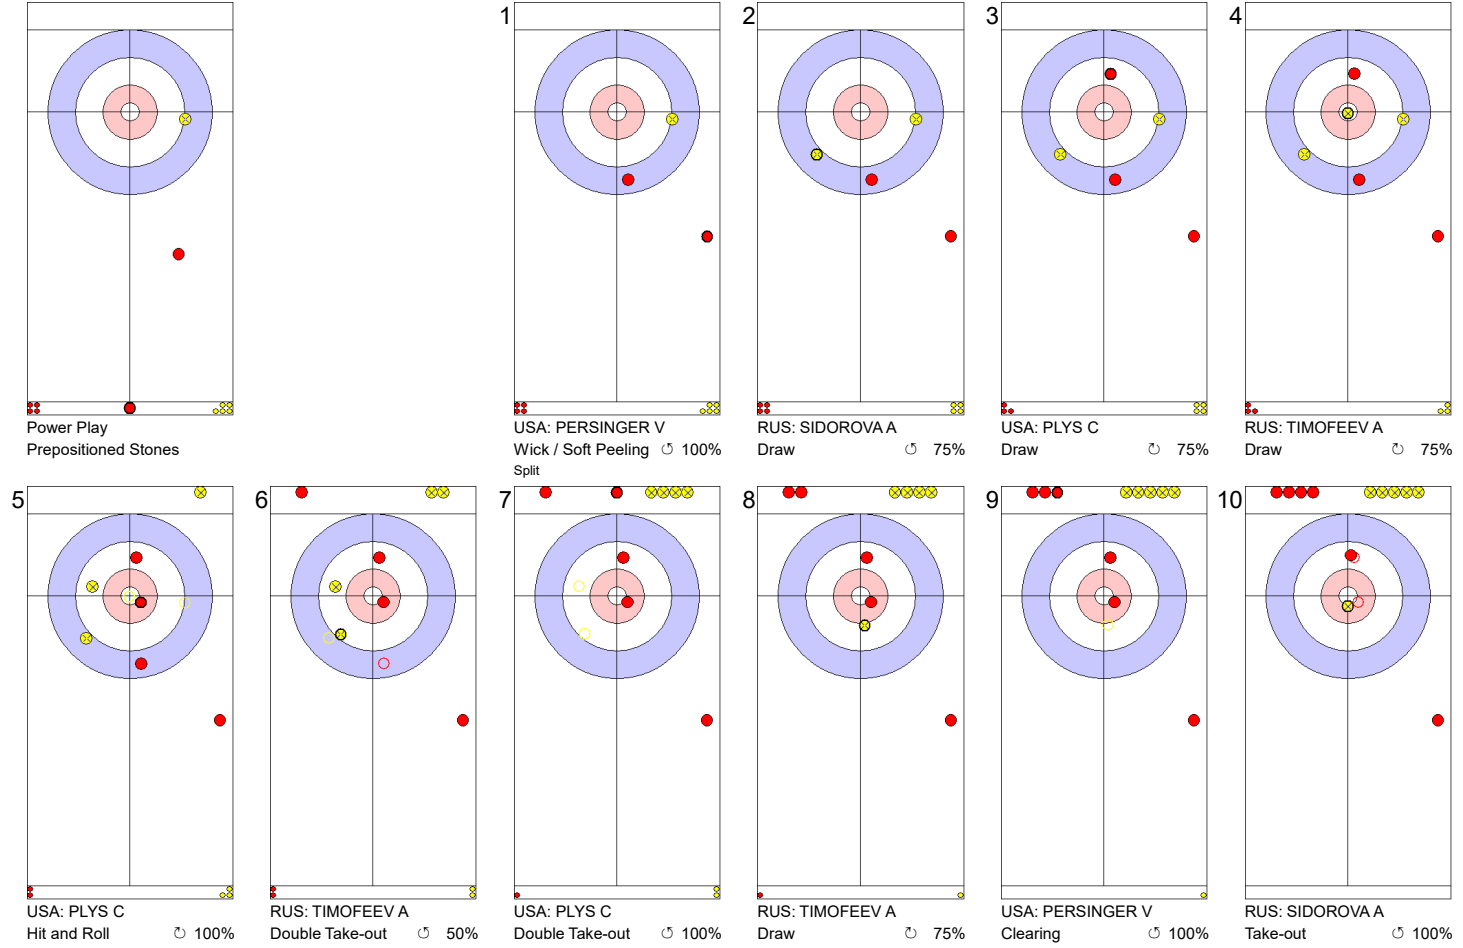 Power Play
Prepositioned Stones
1
USA: PERSINGER V
Wick / Soft Peeling ↺ 100%
Split
2
RUS: SIDOROVA A
Draw ↺ 75%
3
USA: PLYS C
Draw ↻ 75%
4
RUS: TIMOFEEV A
Draw ↻ 75%
5
USA: PLYS C
Hit and Roll ↻ 100%
6
RUS: TIMOFEEV A
Double Take-out ↺ 50%
7
USA: PLYS C
Double Take-out ↺ 100%
8
RUS: TIMOFEEV A
Draw ↺ 75%
9
USA: PERSINGER V
Clearing ↺ 100%
10
RUS: SIDOROVA A
Take-out ↻ 100%